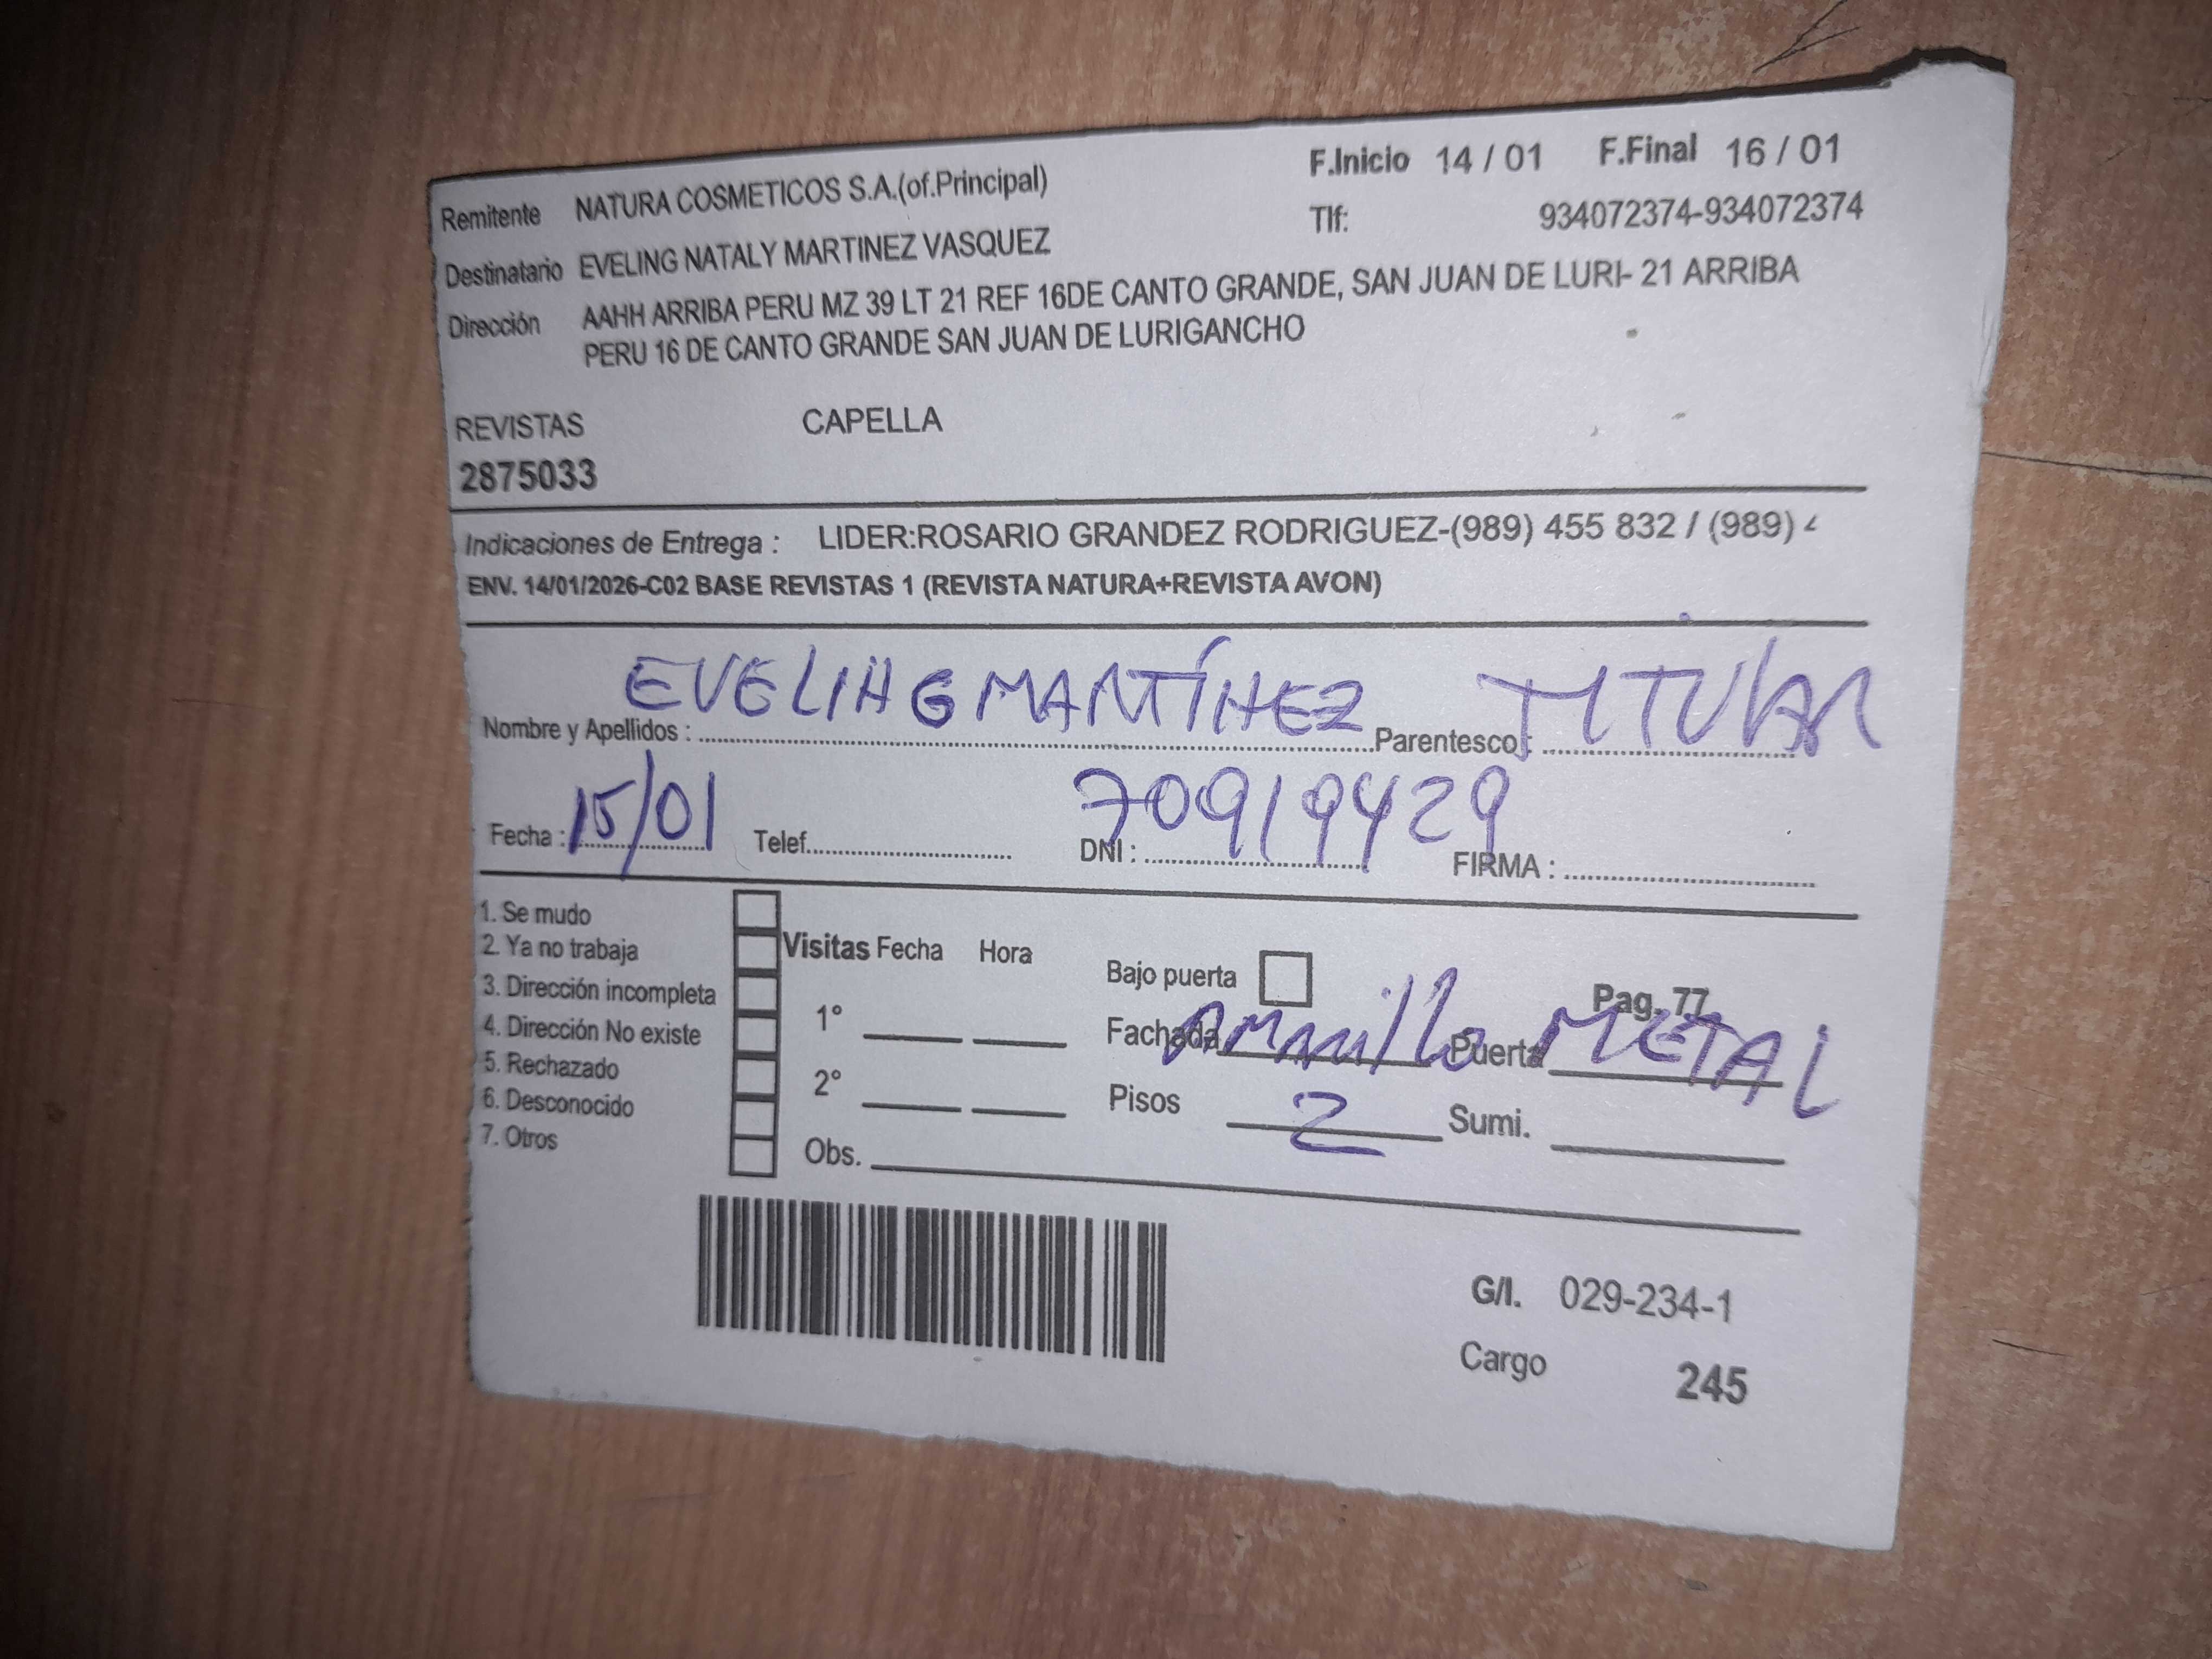 Remitente NATURA COSMETICOS S.A.(of.Principal) F.Inicio 14 / 01 F.Final 16 / 01
Destinatario EVELING NATALY MARTINEZ VASQUEZ Tlf: 934072374-934072374
Dirección AAHH ARRIBA PERU MZ 39 LT 21 REF 16DE CANTO GRANDE, SAN JUAN DE LURI- 21 ARRIBA
PERU 16 DE CANTO GRANDE SAN JUAN DE LURIGANCHO
REVISTAS CAPELLA
2875033
Indicaciones de Entrega : LIDER:ROSARIO GRANDEZ RODRIGUEZ-(989) 455 832 / (989)
ENV. 14/01/2026-C02 BASE REVISTAS 1 (REVISTA NATURA+REVISTA AVON)
Nombre y Apellidos : EVELING MARTÍNEZ Parentesco : TITULAR
Fecha : 15/01 Telef. DNI : 70919429 FIRMA :
1. Se mudo
2. Ya no trabaja Visitas Fecha Hora Bajo puerta
3. Dirección incompleta Pag. 77
4. Dirección No existe 1° Fachada Amarillo Puerta METAL
5. Rechazado
6. Desconocido 2° Pisos 2 Sumi.
7. Otros Obs.
G/I. 029-234-1
Cargo 245